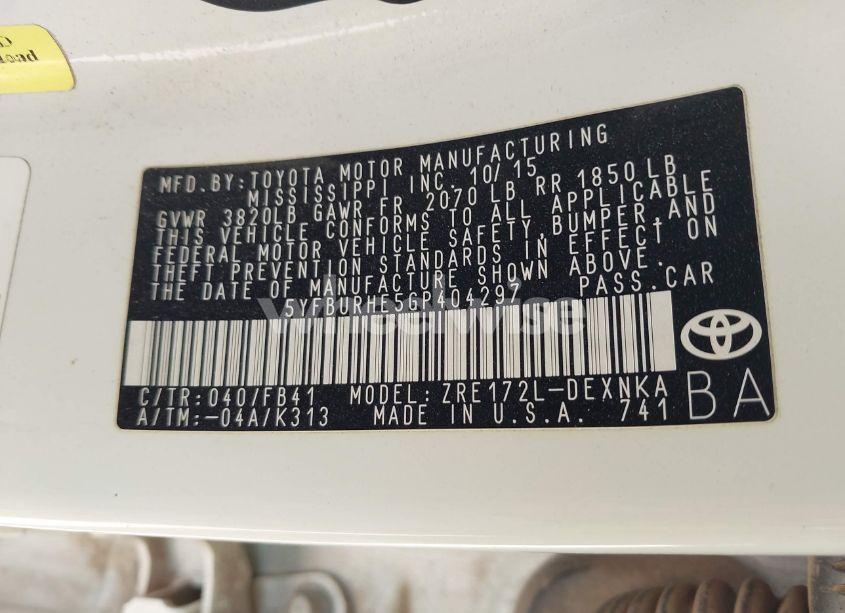 MFD. BY: TOYOTA MOTOR MANUFACTURING
MISSISSIPPI INC. 10/15
GVWR 3820LB GAWR FR 2070 LB RR 1850 LB
THIS VEHICLE CONFORMS TO ALL APPLICABLE
FEDERAL MOTOR VEHICLE SAFETY, BUMPER, AND
THEFT PREVENTION STANDARDS IN EFFECT ON
THE DATE OF MANUFACTURE SHOWN ABOVE.
5YFBURHE5GP404297 PASS. CAR
wheelwise
C/TR: 040/FB41 MODEL: ZRE172L-DEXNKA
A/TM: -04A/K313 MADE IN U.S.A. 741
BA